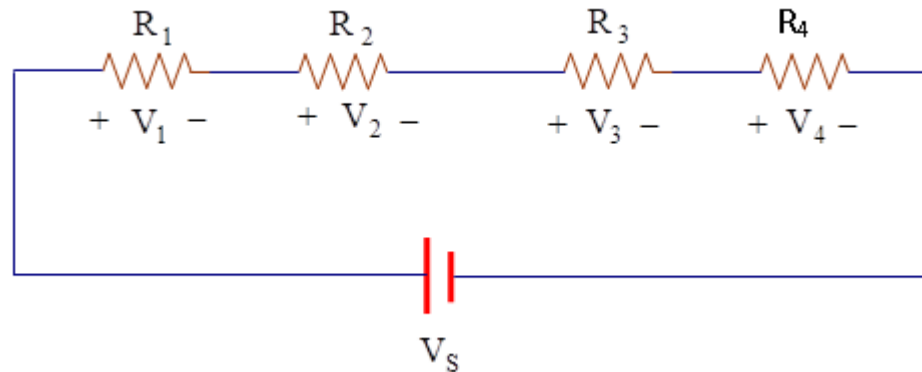 R₁ R₂ R₃ R₄
+ V₁ − + V₂ − + V₃ − + V₄ −
Vₛ